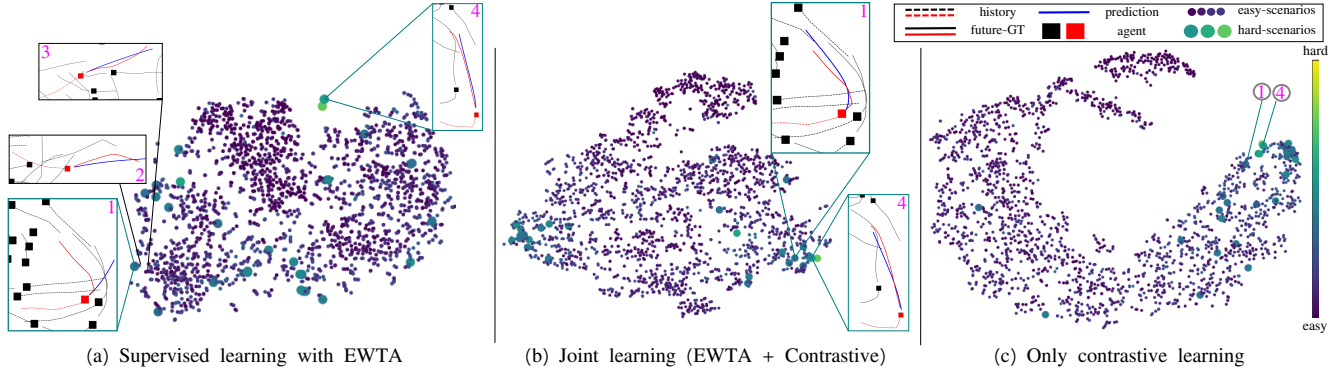 history prediction easy-scenarios
future-GT agent hard-scenarios
3
2
1
4
1
4
1 4
hard
easy
(a) Supervised learning with EWTA
(b) Joint learning (EWTA + Contrastive)
(c) Only contrastive learning